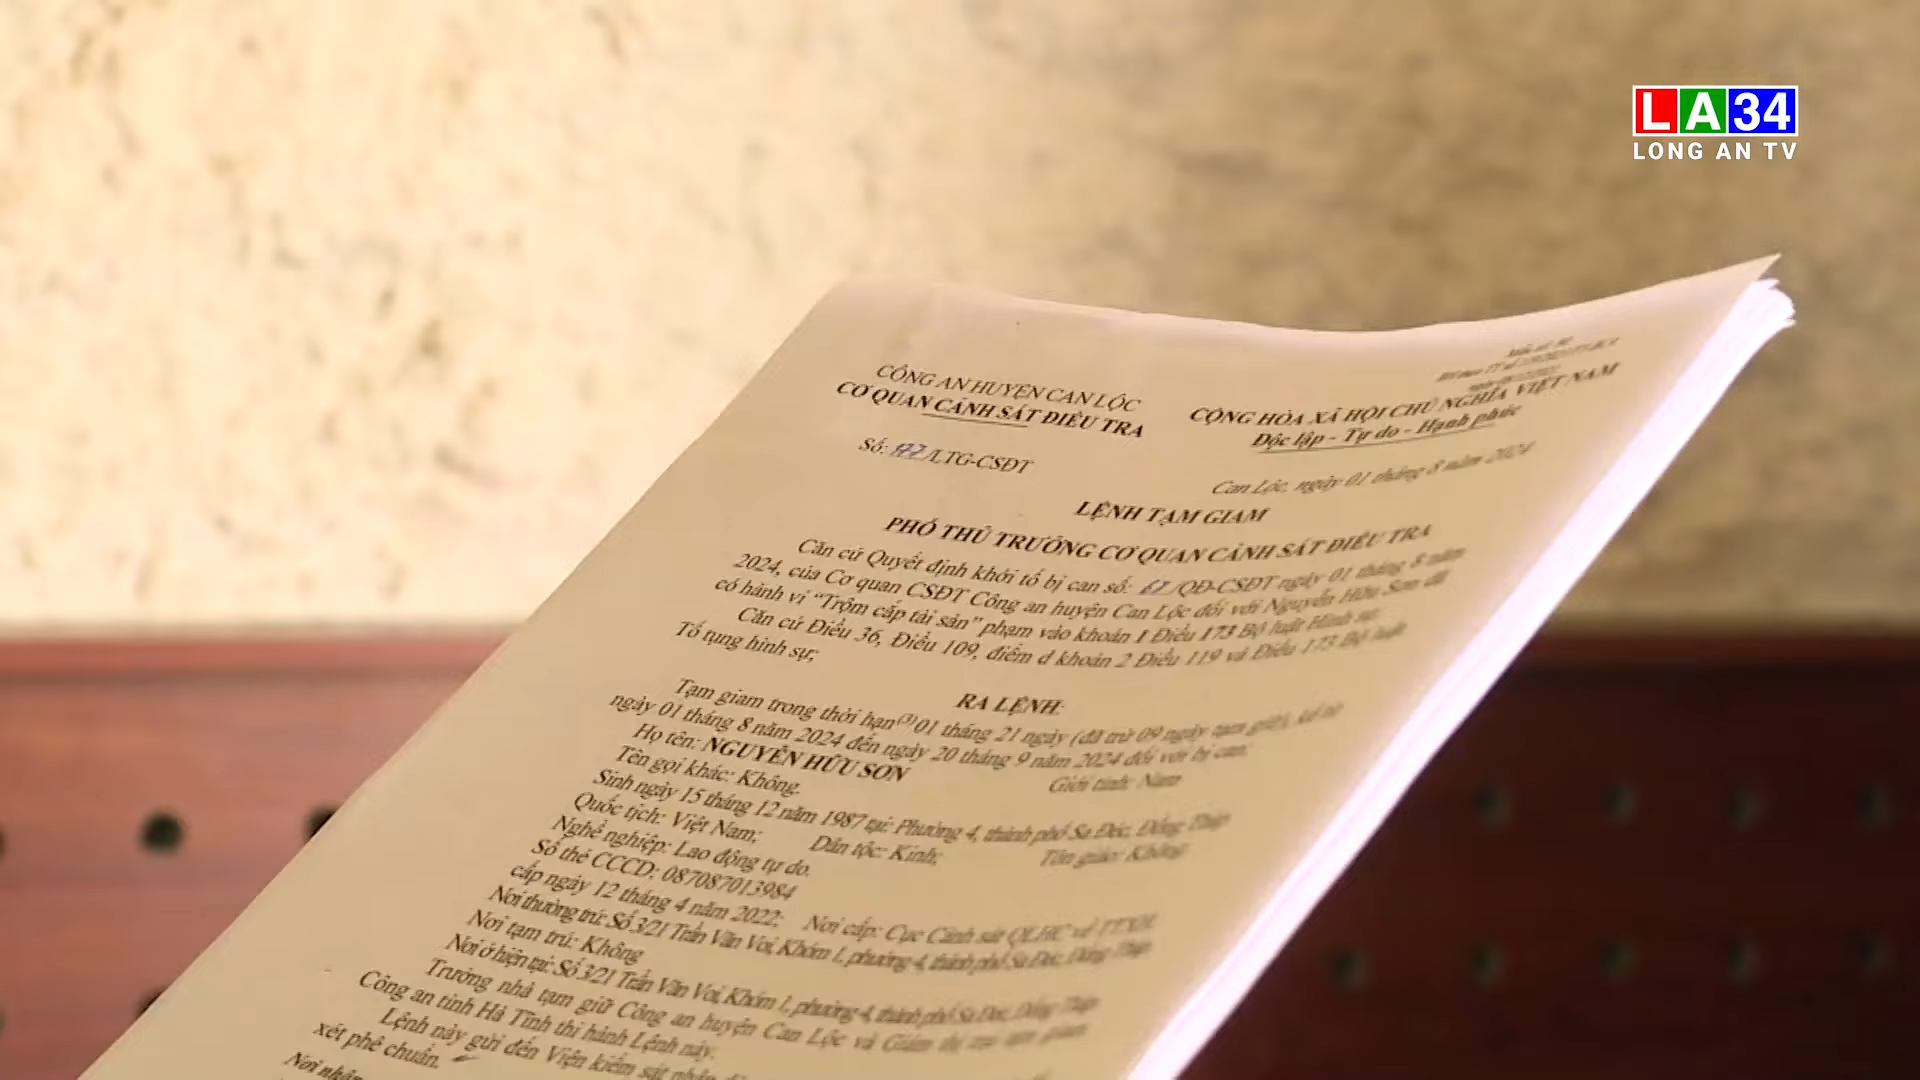 LA34
LONG AN TV
CÔNG AN HUYỆN CAN LỘC
CƠ QUAN CẢNH SÁT ĐIỀU TRA
Số: 177/LTG-CSĐT
CỘNG HÒA XÃ HỘI CHỦ NGHĨA VIỆT NAM
Độc lập - Tự do - Hạnh phúc
Can Lộc, ngày 01 tháng 8 năm 2024
LỆNH TẠM GIAM
PHÓ THỦ TRƯỞNG CƠ QUAN CẢNH SÁT ĐIỀU TRA
Căn cứ Quyết định khởi tố bị can số: /QĐ-CSĐT ngày 01 tháng 8 năm
2024, của Cơ quan CSĐT Công an huyện Can Lộc đối với Nguyễn Hữu Sơn đã
có hành vi “Trộm cắp tài sản” phạm vào khoản 1 Điều 173 Bộ luật Hình sự;
Căn cứ Điều 36, Điều 109, điểm d khoản 2 Điều 119 và Điều 173 Bộ luật
Tố tụng hình sự;
RA LỆNH:
Tạm giam trong thời hạn(3) 01 tháng 21 ngày (đã trừ 09 ngày tạm giữ), kể từ
ngày 01 tháng 8 năm 2024 đến ngày 20 tháng 9 năm 2024 đối với bị can:
Họ tên: NGUYỄN HỮU SƠN Giới tính: Nam
Tên gọi khác: Không.
Sinh ngày 15 tháng 12 năm 1987 tại: Phường 4, thành phố Sa Đéc, Đồng Tháp
Quốc tịch: Việt Nam; Dân tộc: Kinh; Tôn giáo: Không
Nghề nghiệp: Lao động tự do.
Số thẻ CCCD: 087087013984
cấp ngày 12 tháng 4 năm 2022; Nơi cấp: Cục Cảnh sát QLHC về TTXH.
Nơi thường trú: Số 3/21 Trần Văn Voi, Khóm 1, phường 4, thành phố Sa Đéc, Đồng Tháp
Nơi tạm trú: Không
Nơi ở hiện tại: Số 3/21 Trần Văn Voi, Khóm 1, phường 4, thành phố Sa Đéc, Đồng Tháp
Trưởng nhà tạm giữ Công an huyện Can Lộc và Giám thị trại tạm giam
Công an tỉnh Hà Tĩnh thi hành Lệnh này.
Lệnh này gửi đến Viện kiểm sát nhân
xét phê chuẩn.
Nơi nhận